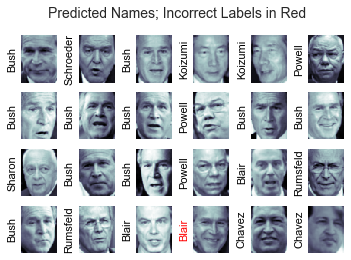 Predicted Names; Incorrect Labels in Red
Bush
Schroeder
Bush
Koizumi
Koizumi
Powell
Bush
Bush
Bush
Powell
Bush
Bush
Sharon
Bush
Bush
Powell
Blair
Rumsfeld
Bush
Rumsfeld
Blair
Blair
Chavez
Chavez